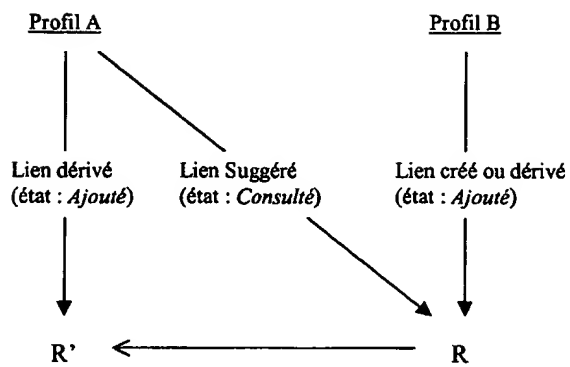 Profil A
Profil B
Lien dérivé
(état : Ajouté)
Lien Suggéré
(état : Consulté)
Lien créé ou dérivé
(état : Ajouté)
R'
R